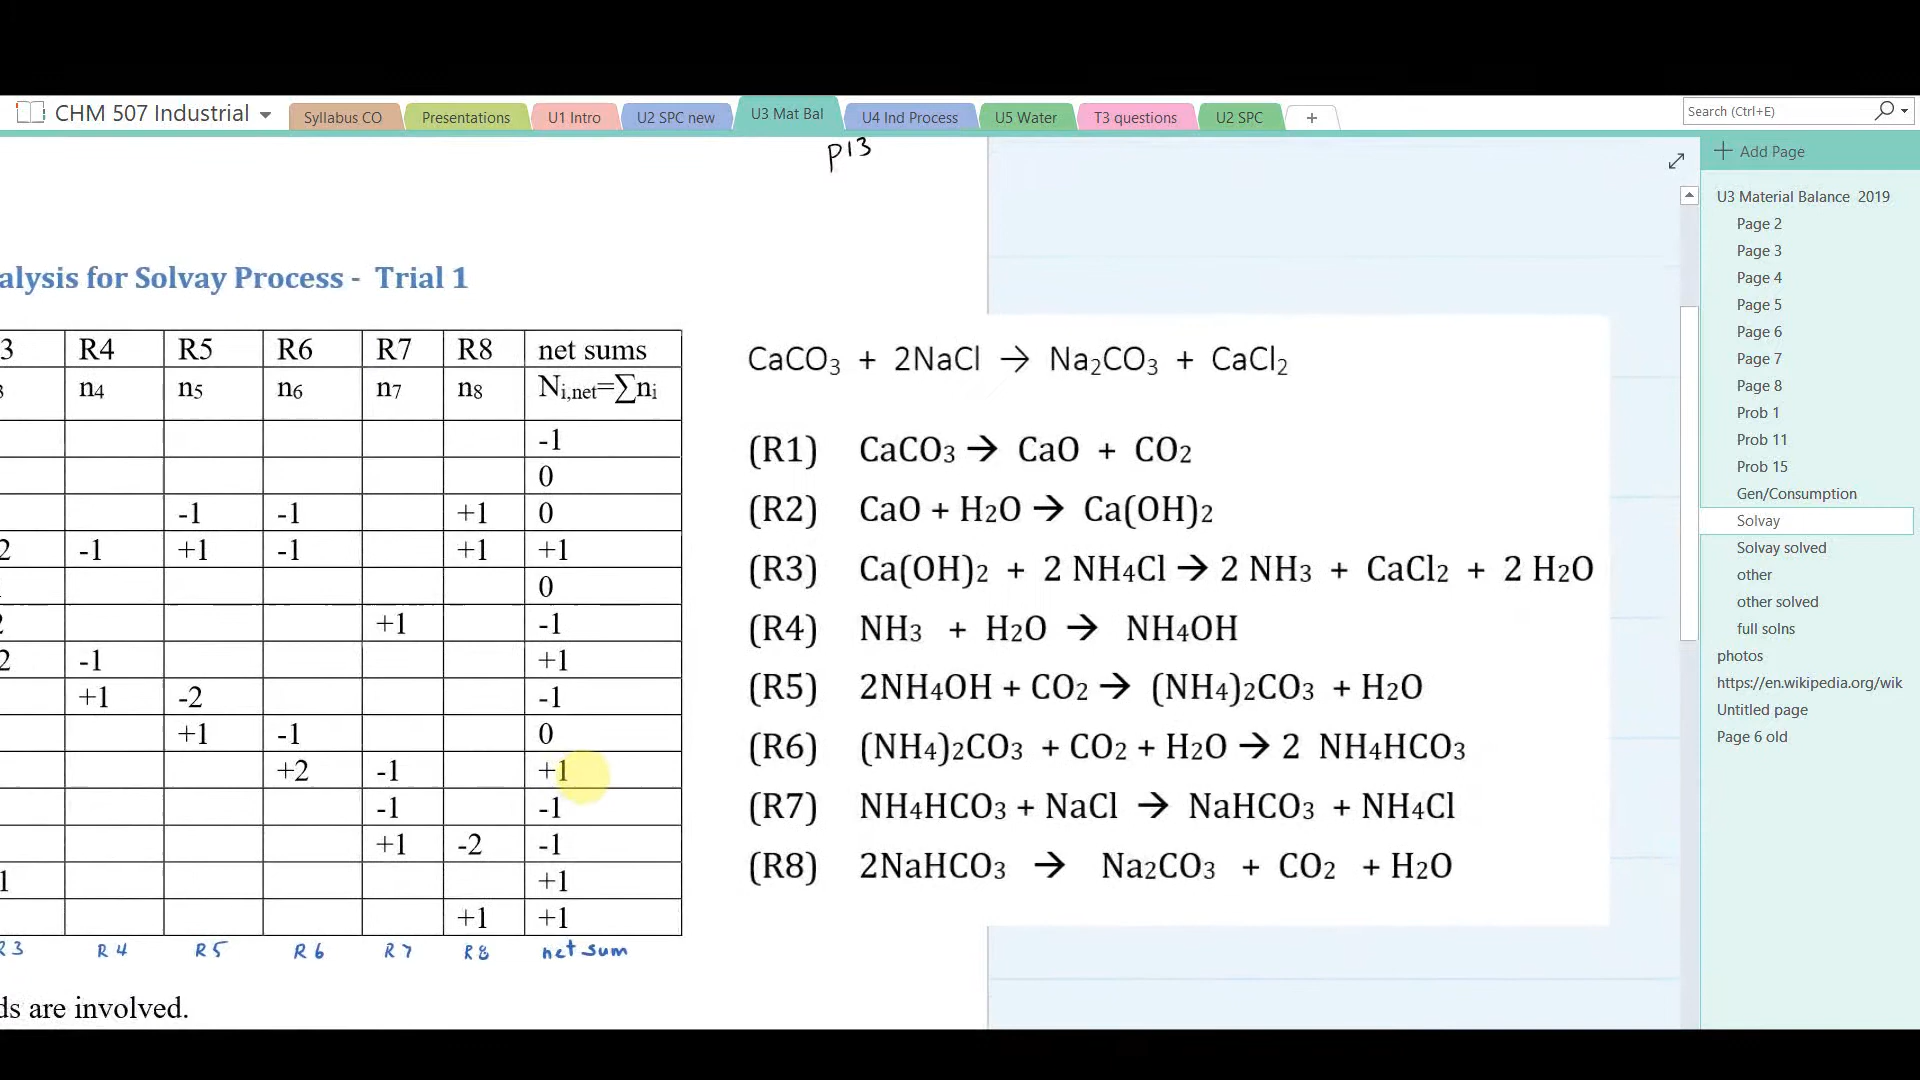 CHM 507 Industrial
Syllabus CO
Presentations
U1 Intro
U2 SPC new
U3 Mat Bal
U4 Ind Process
U5 Water
T3 questions
U2 SPC
+
Search (Ctrl+E)
p13
alysis for Solvay Process - Trial 1
3 R4 R5 R6 R7 R8 net sums
3 n4 n5 n6 n7 n8 Ni,net=∑ni
-1
0
-1 -1 +1 0
2 -1 +1 -1 +1 +1
0
2 +1 -1
2 -1 +1
+1 -2 -1
+1 -1 0
+2 -1 +1
-1 -1
+1 -2 -1
1 +1
+1 +1
R3 R4 R5 R6 R7 R8 net sum
ds are involved.
CaCO3 + 2NaCl → Na2CO3 + CaCl2
(R1) CaCO3 → CaO + CO2
(R2) CaO + H2O → Ca(OH)2
(R3) Ca(OH)2 + 2 NH4Cl → 2 NH3 + CaCl2 + 2 H2O
(R4) NH3 + H2O → NH4OH
(R5) 2NH4OH + CO2 → (NH4)2CO3 + H2O
(R6) (NH4)2CO3 + CO2 + H2O → 2 NH4HCO3
(R7) NH4HCO3 + NaCl → NaHCO3 + NH4Cl
(R8) 2NaHCO3 → Na2CO3 + CO2 + H2O
+ Add Page
U3 Material Balance 2019
Page 2
Page 3
Page 4
Page 5
Page 6
Page 7
Page 8
Prob 1
Prob 11
Prob 15
Gen/Consumption
Solvay
Solvay solved
other
other solved
full solns
photos
https://en.wikipedia.org/wik
Untitled page
Page 6 old